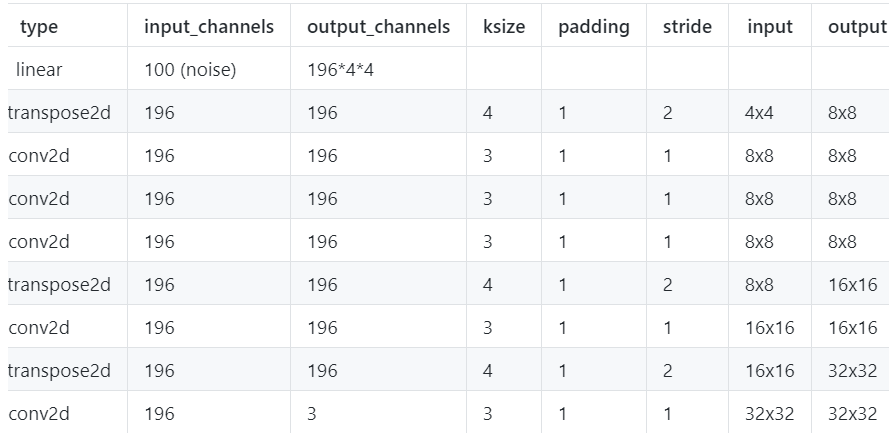 type input_channels output_channels ksize padding stride input output
linear 100 (noise) 196*4*4
transpose2d 196 196 4 1 2 4x4 8x8
conv2d 196 196 3 1 1 8x8 8x8
conv2d 196 196 3 1 1 8x8 8x8
conv2d 196 196 3 1 1 8x8 8x8
transpose2d 196 196 4 1 2 8x8 16x16
conv2d 196 196 3 1 1 16x16 16x16
transpose2d 196 196 4 1 2 16x16 32x32
conv2d 196 3 3 1 1 32x32 32x32